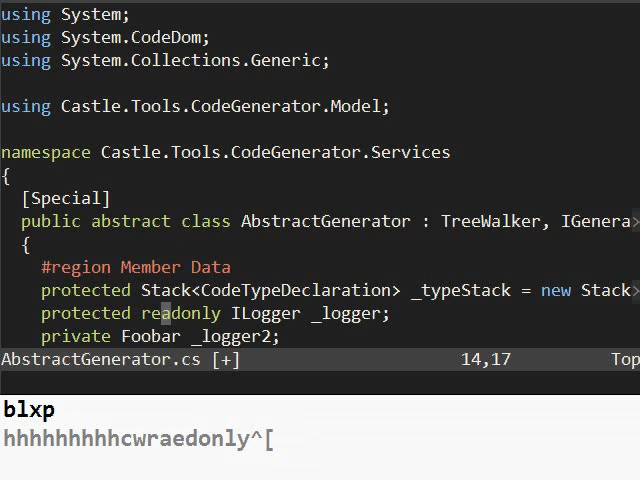 using System;
using System.CodeDom;
using System.Collections.Generic;
using Castle.Tools.CodeGenerator.Model;
namespace Castle.Tools.CodeGenerator.Services
{
[Special]
public abstract class AbstractGenerator : TreeWalker, IGenera>
{
#region Member Data
protected Stack<CodeTypeDeclaration> _typeStack = new Stack>
protected readonly ILogger _logger;
private Foobar _logger2;
AbstractGenerator.cs [+] 14,17 Top
blxp
hhhhhhhhhhcwraedonly^[